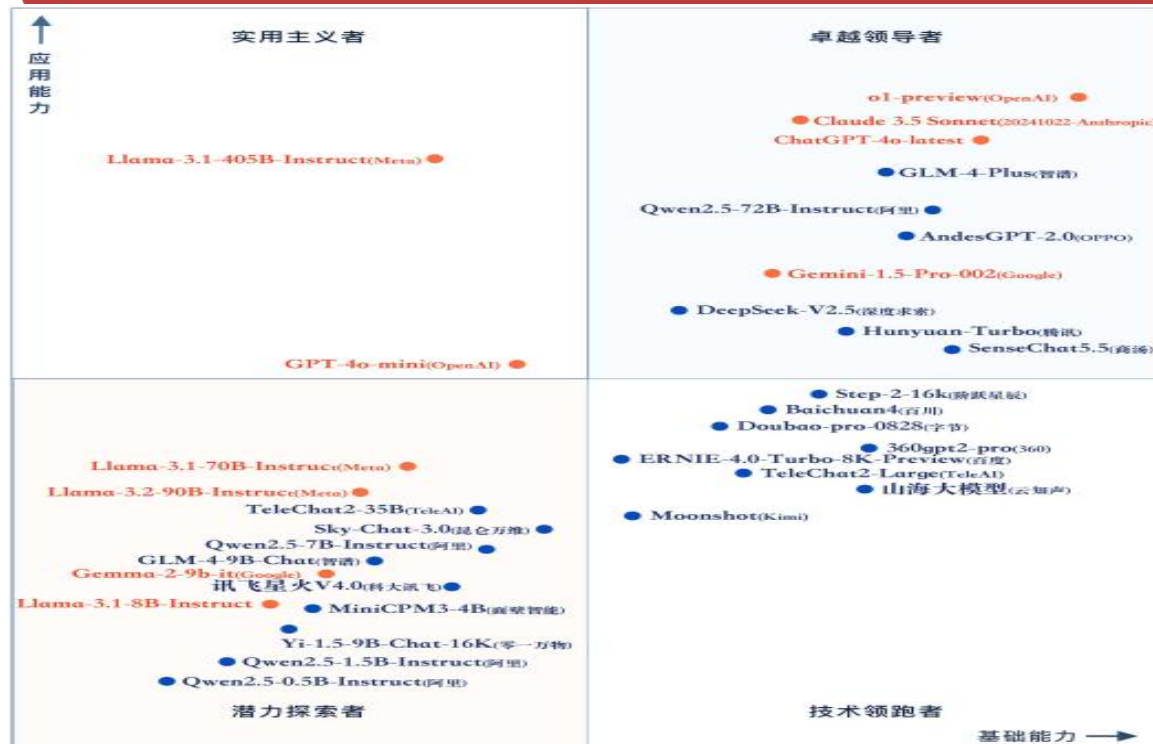 实用主义者
卓越领导者
应用能力
o1-preview(OpenAI)
Claude 3.5 Sonnet(20241022-Anthropic)
ChatGPT-4o-latest
Llama-3.1-405B-Instruct(Meta)
GLM-4-Plus(智谱)
Qwen2.5-72B-Instruct(阿里)
AndesGPT-2.0(OPPO)
Gemini-1.5-Pro-002(Google)
DeepSeek-V2.5(深度求索)
Hunyuan-Turbo(腾讯)
SenseChat5.5(商汤)
GPT-4o-mini(OpenAI)
Step-2-16k(阶跃星辰)
Baichuan4(百川)
Doubao-pro-0828(字节)
360gpt2-pro(360)
ERNIE-4.0-Turbo-8K-Preview(百度)
TeleChat2-Large(TeleAI)
山海大模型(云知声)
Moonshot(Kimi)
Llama-3.1-70B-Instruct(Meta)
Llama-3.2-90B-Instruct(Meta)
TeleChat2-35B(TeleAI)
Sky-Chat-3.0(昆仑万维)
Qwen2.5-7B-Instruct(阿里)
GLM-4-9B-Chat(智谱)
Gemma-2-9b-it(Google)
讯飞星火V4.0(科大讯飞)
Llama-3.1-8B-Instruct
MiniCPM3-4B(面壁智能)
Yi-1.5-9B-Chat-16K(零一万物)
Qwen2.5-1.5B-Instruct(阿里)
Qwen2.5-0.5B-Instruct(阿里)
潜力探索者
技术领跑者
基础能力